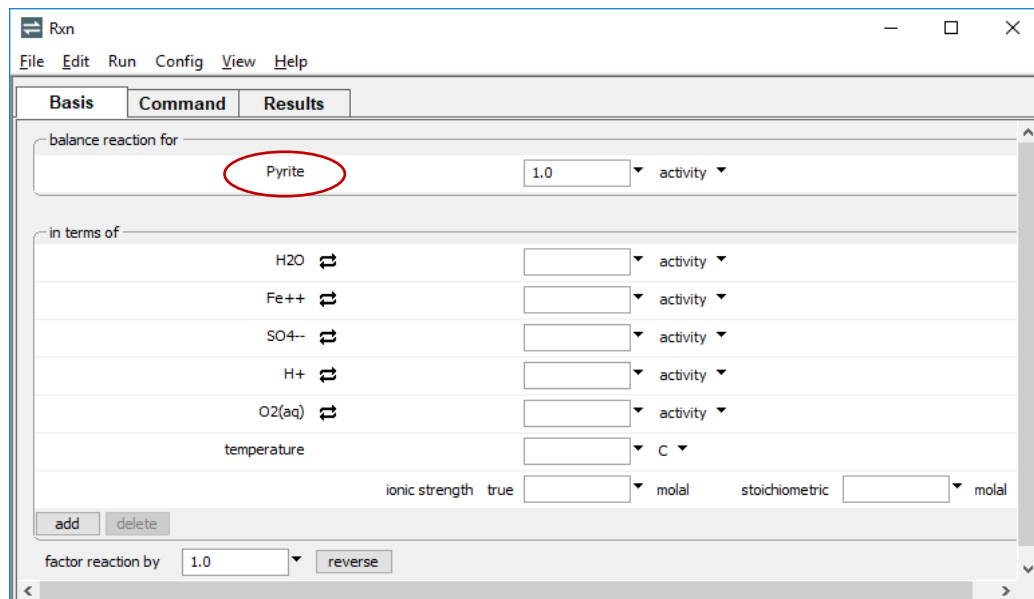 Rxn
File Edit Run Config View Help
Basis Command Results
balance reaction for
Pyrite 1.0 activity
in terms of
H2O activity
Fe++ activity
SO4-- activity
H+ activity
O2(aq) activity
temperature C
ionic strength true molal stoichiometric molal
add delete
factor reaction by 1.0 reverse